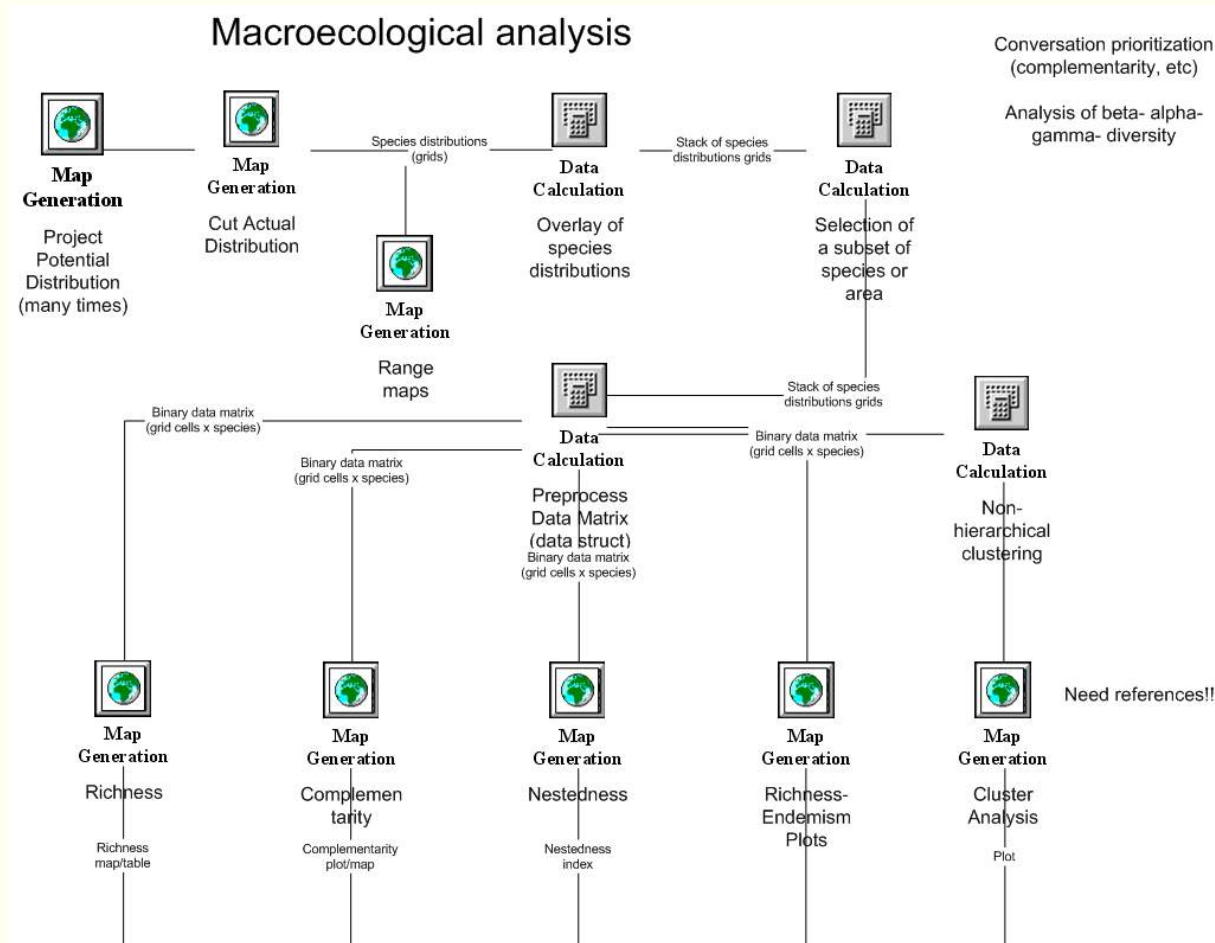 Macroecological analysis
Conversation prioritization
(complementarity, etc)
Analysis of beta- alpha-
gamma- diversity
Map
Generation
Project
Potential
Distribution
(many times)
Map
Generation
Cut Actual
Distribution
Species distributions
(grids)
Map
Generation
Range
maps
Data
Calculation
Overlay of
species
distributions
Stack of species
distributions grids
Data
Calculation
Selection of
a subset of
species or
area
Stack of species
distributions grids
Data
Calculation
Preprocess
Data Matrix
(data struct)
Binary data matrix
(grid cells x species)
Binary data matrix
(grid cells x species)
Binary data matrix
(grid cells x species)
Binary data matrix
(grid cells x species)
Data
Calculation
Non-
hierarchical
clustering
Map
Generation
Richness
Richness
map/table
Map
Generation
Complemen
tarity
Complementarity
plot/map
Map
Generation
Nestedness
Nestedness
index
Map
Generation
Richness-
Endemism
Plots
Map
Generation
Cluster
Analysis
Plot
Need references!!